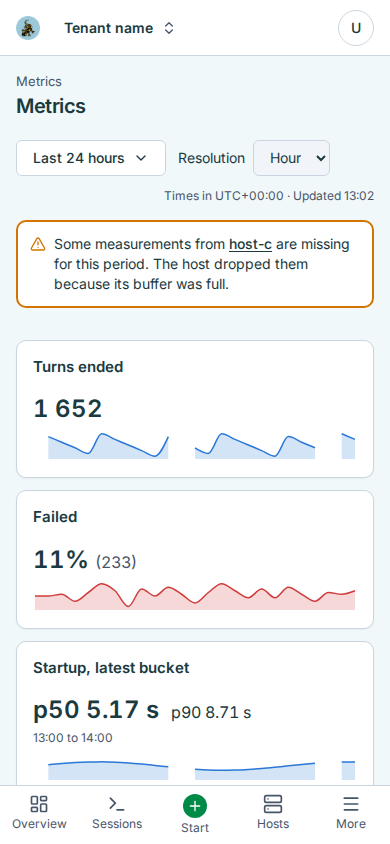 Tenant name
U
Metrics
Metrics
Last 24 hours
Resolution
Hour
Times in UTC+00:00 · Updated 13:02
Some measurements from host-c are missing
for this period. The host dropped them
because its buffer was full.
Turns ended
1 652
Failed
11% (233)
Startup, latest bucket
p50 5.17 s p90 8.71 s
13:00 to 14:00
Overview
Sessions
Start
Hosts
More